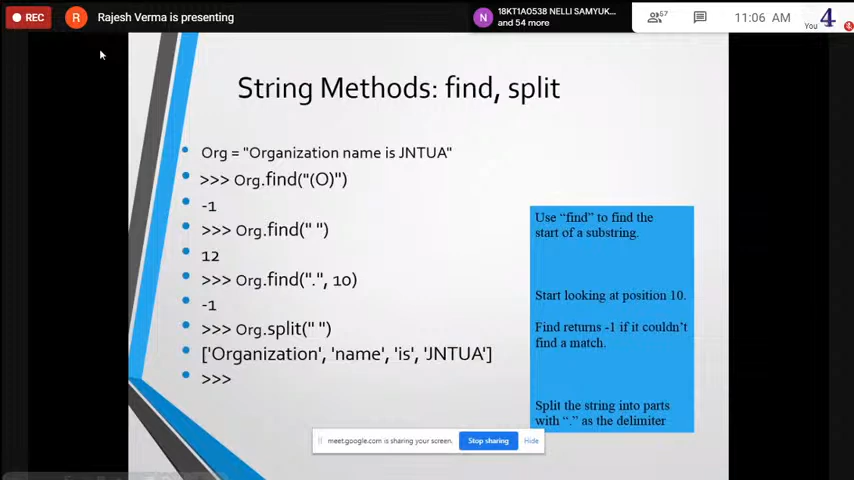 REC
R
Rajesh Verma is presenting
N
18KT1A0538 NELLI SAMYUK...
and 54 more
57
11:06 AM
You
4
String Methods: find, split
Org = "Organization name is JNTUA"
>>> Org.find("(O)")
-1
>>> Org.find(" ")
12
>>> Org.find(".", 10)
-1
>>> Org.split(" ")
['Organization', 'name', 'is', 'JNTUA']
>>>
Use “find” to find the
start of a substring.
Start looking at position 10.
Find returns -1 if it couldn’t
find a match.
Split the string into parts
with “.” as the delimiter
meet.google.com is sharing your screen.
Stop sharing
Hide